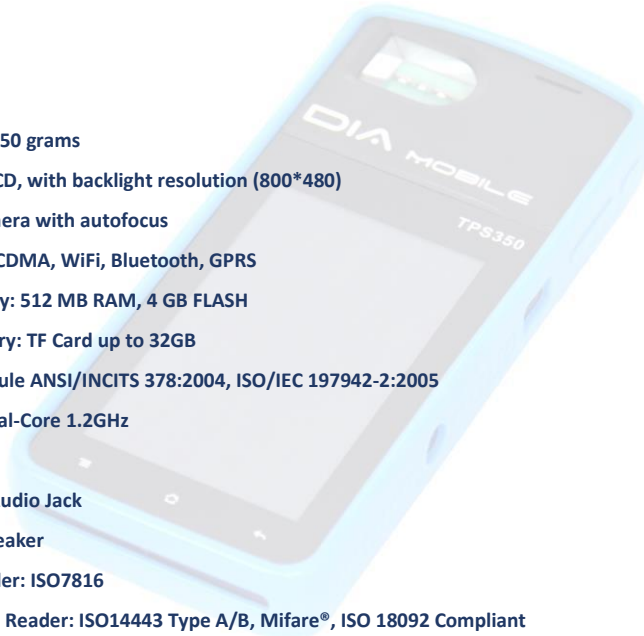 50 grams
CD, with backlight resolution (800*480)
era with autofocus
CDMA, WiFi, Bluetooth, GPRS
y: 512 MB RAM, 4 GB FLASH
ry: TF Card up to 32GB
ule ANSI/INCITS 378:2004, ISO/IEC 197942-2:2005
al-Core 1.2GHz
udio Jack
eaker
er: ISO7816
Reader: ISO14443 Type A/B, Mifare®, ISO 18092 Compliant
DIA MOBILE
TPS350